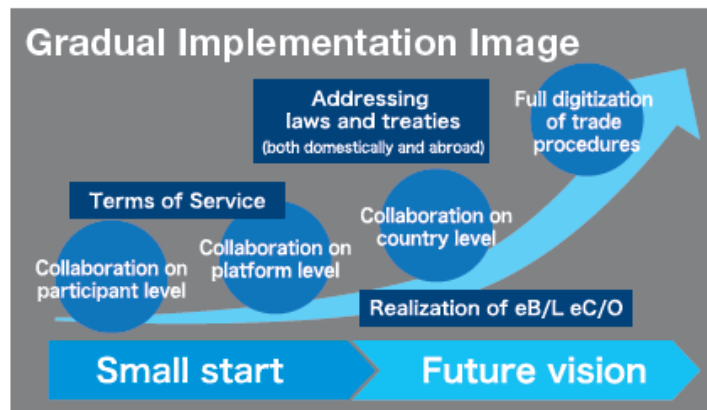 Gradual Implementation Image
Addressing
laws and treaties
(both domestically and abroad)
Full digitization
of trade
procedures
Terms of Service
Collaboration on
participant level
Collaboration on
platform level
Collaboration on
country level
Realization of eB/L eC/O
Small start
Future vision